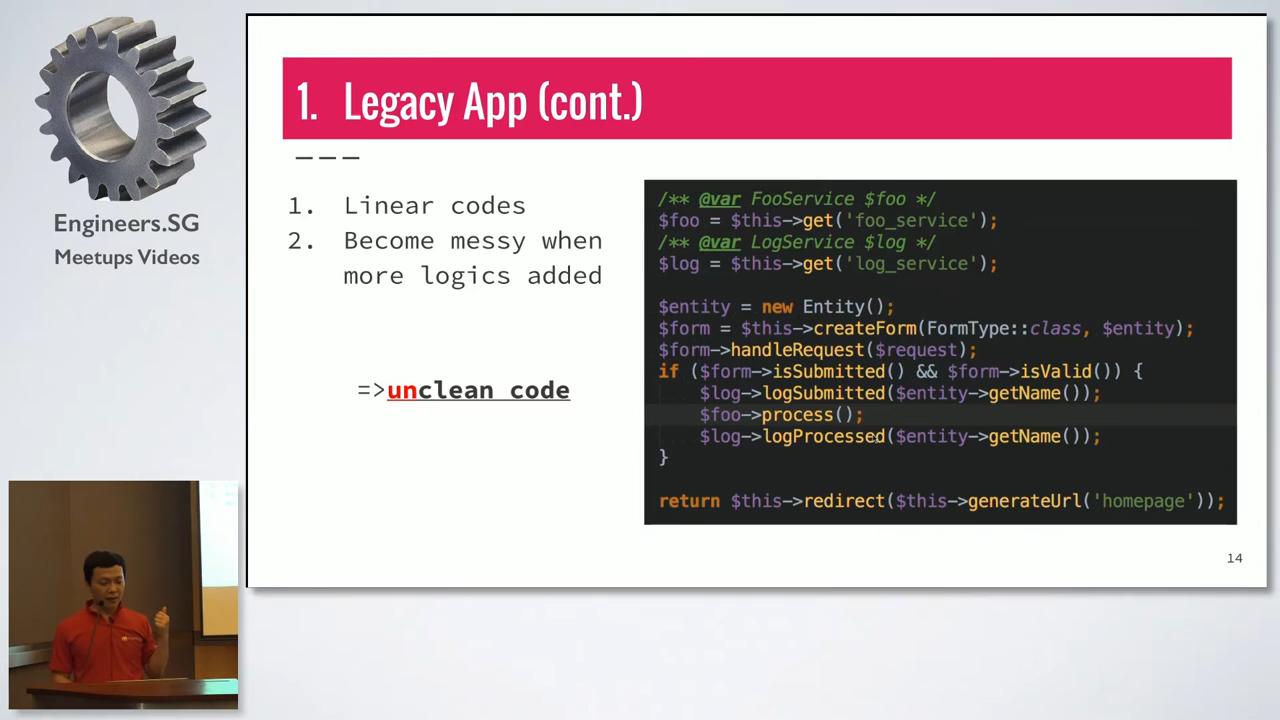 Engineers.SG
Meetups Videos
1. Legacy App (cont.)
1. Linear codes
2. Become messy when
more logics added
=>unclean code
/** @var FooService $foo */
$foo = $this->get('foo_service');
/** @var LogService $log */
$log = $this->get('log_service');
$entity = new Entity();
$form = $this->createForm(FormType::class, $entity);
$form->handleRequest($request);
if ($form->isSubmitted() && $form->isValid()) {
$log->logSubmitted($entity->getName());
$foo->process();
$log->logProcessed($entity->getName());
}
return $this->redirect($this->generateUrl('homepage'));
14